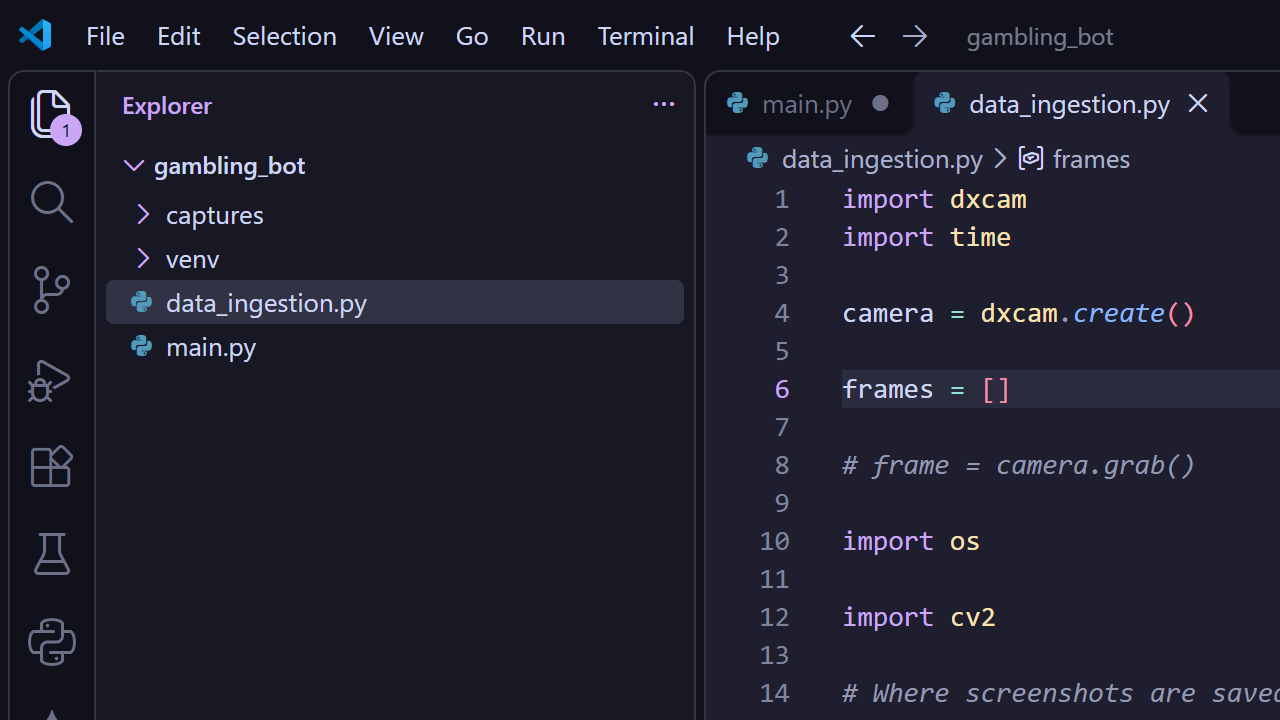 File Edit Selection View Go Run Terminal Help gambling_bot
Explorer
1
gambling_bot
captures
venv
data_ingestion.py
main.py
main.py data_ingestion.py
data_ingestion.py frames
1 import dxcam
2 import time
3
4 camera = dxcam.create()
5
6 frames = []
7
8 # frame = camera.grab()
9
10 import os
11
12 import cv2
13
14 # Where screenshots are saved